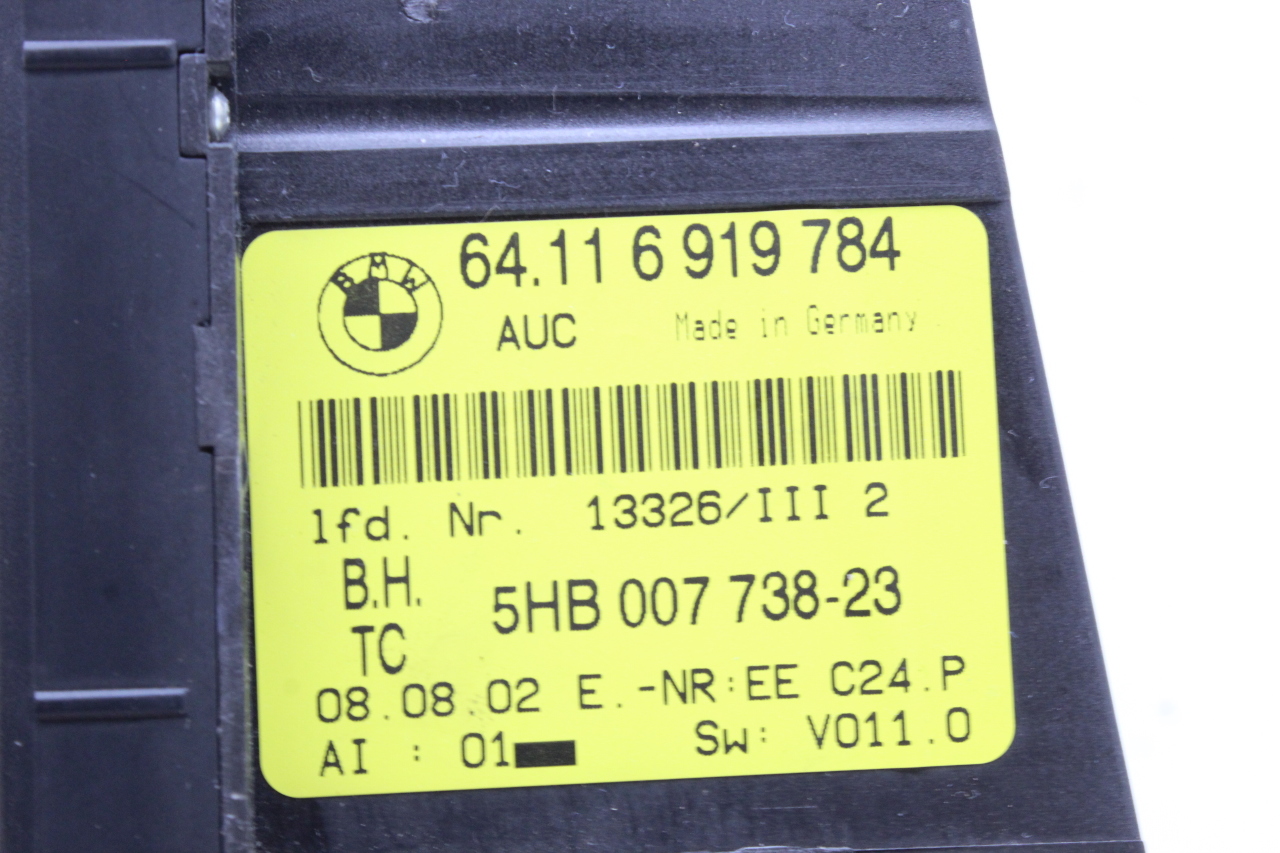 BMW
64.11 6 919 784
AUC Made in Germany
lfd. Nr. 13326/III 2
B.H.
TC 5HB 007 738-23
08.08.02 E.-NR:EE C24.P
AI : 01 Sw: V011.0